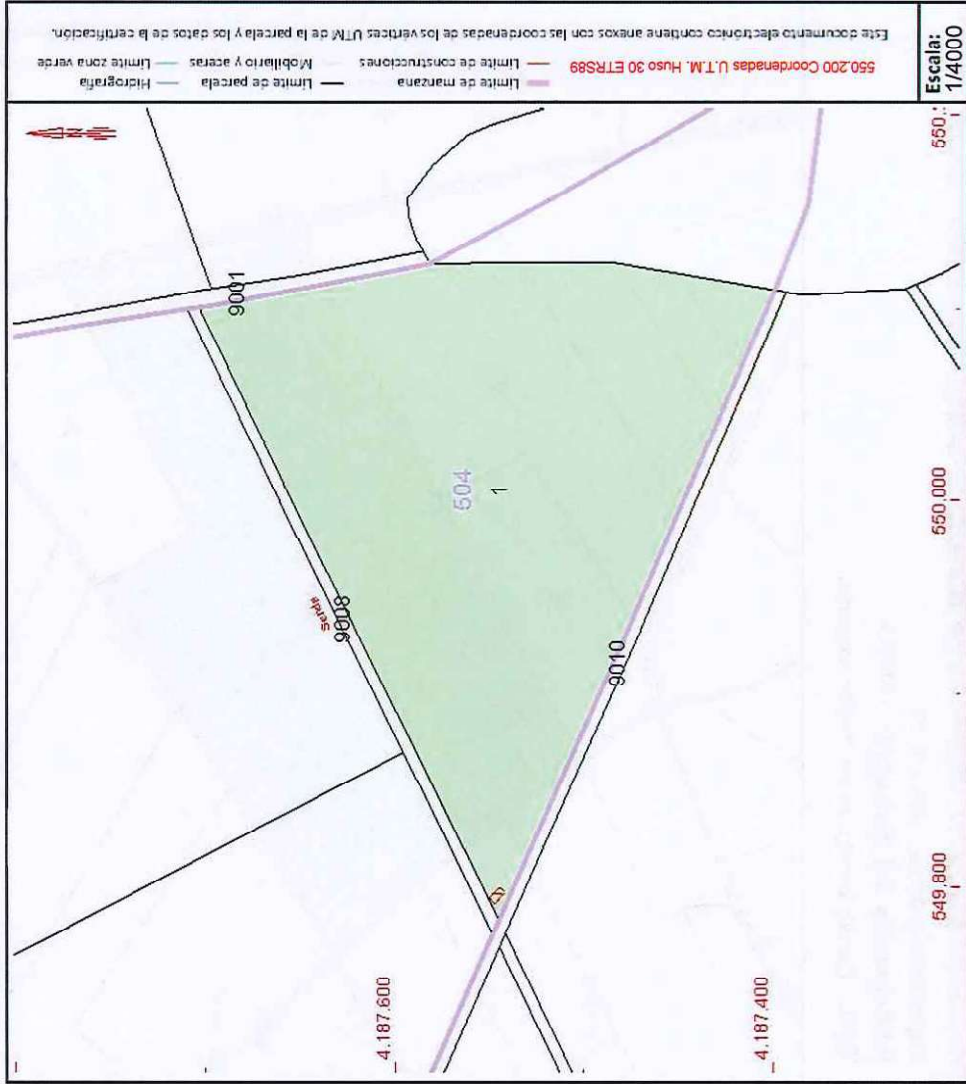 Este documento electrónico contiene anexos con las coordenadas de los vértices UTM de la parcela y los datos de la certificación.
550.200 Coordenadas U.T.M. Huso 30 ETRS89
Límite de manzana
Límite de parcela
Límite de construcciones
Mobiliario y aceras
Límite zona verde
Hidrografía
Escala:
1/4000
N
9001
504
1
Senda
9008
9010
4.187.600
4.187.400
549.800
550.000